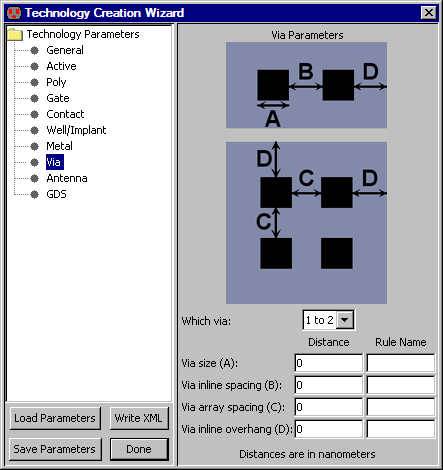 Technology Creation Wizard
Technology Parameters
General
Active
Poly
Gate
Contact
Well/Implant
Metal
Via
Antenna
GDS
Load Parameters
Write XML
Save Parameters
Done
Via Parameters
B
D
A
D
C
D
C
Which via:
1 to 2
Distance
Rule Name
Via size (A):
0
Via inline spacing (B):
0
Via array spacing (C):
0
Via inline overhang (D):
0
Distances are in nanometers